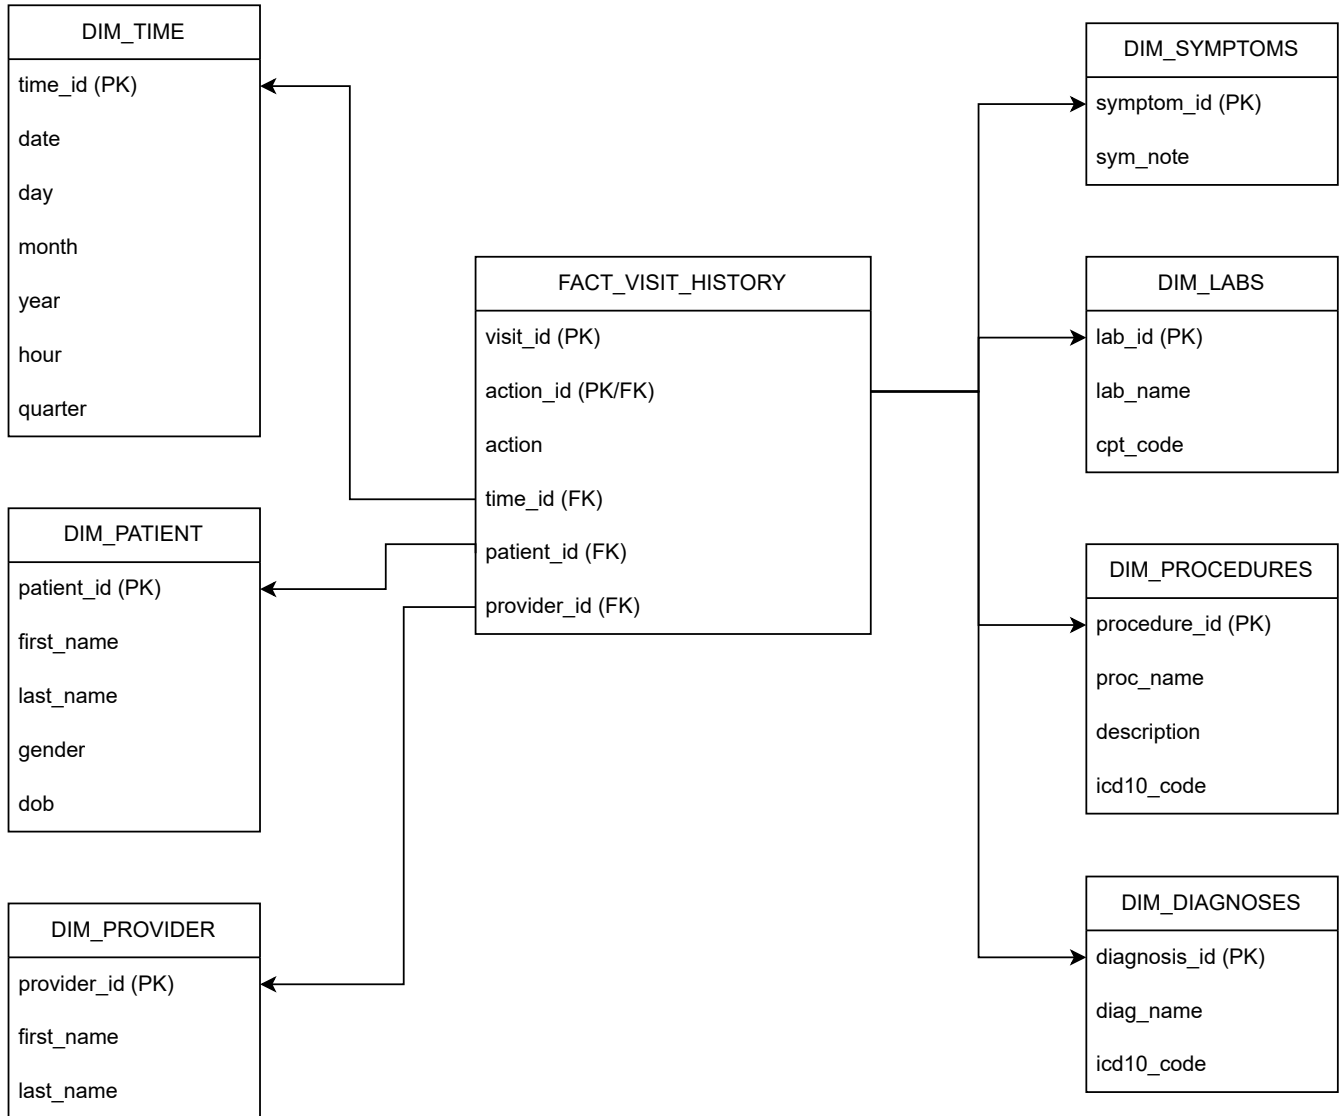 DIM_TIME
time_id (PK)
date
day
month
year
hour
quarter
DIM_PATIENT
patient_id (PK)
first_name
last_name
gender
dob
DIM_PROVIDER
provider_id (PK)
first_name
last_name
FACT_VISIT_HISTORY
visit_id (PK)
action_id (PK/FK)
action
time_id (FK)
patient_id (FK)
provider_id (FK)
DIM_SYMPTOMS
symptom_id (PK)
sym_note
DIM_LABS
lab_id (PK)
lab_name
cpt_code
DIM_PROCEDURES
procedure_id (PK)
proc_name
description
icd10_code
DIM_DIAGNOSES
diagnosis_id (PK)
diag_name
icd10_code